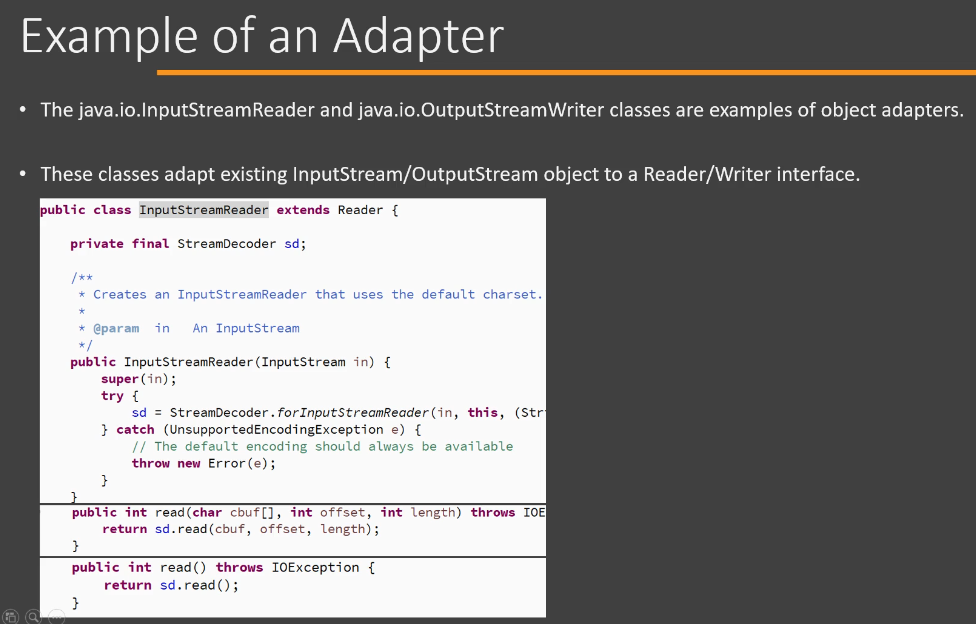 Example of an Adapter
• The java.io.InputStreamReader and java.io.OutputStreamWriter classes are examples of object adapters.
• These classes adapt existing InputStream/OutputStream object to a Reader/Writer interface.
public class InputStreamReader extends Reader {
private final StreamDecoder sd;
/**
* Creates an InputStreamReader that uses the default charset.
*
* @param in An InputStream
*/
public InputStreamReader(InputStream in) {
super(in);
try {
sd = StreamDecoder.forInputStreamReader(in, this, (Str
} catch (UnsupportedEncodingException e) {
// The default encoding should always be available
throw new Error(e);
}
}
public int read(char cbuf[], int offset, int length) throws IOE
return sd.read(cbuf, offset, length);
}
public int read() throws IOException {
return sd.read();
}